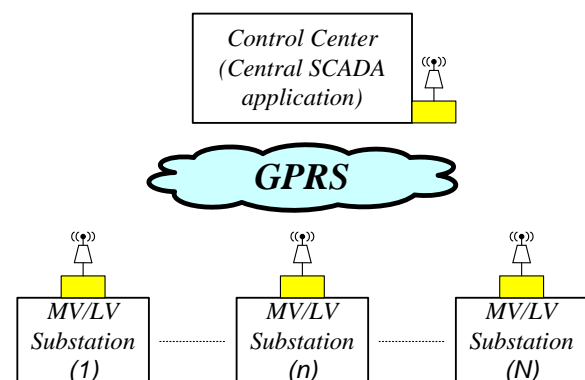 Control Center
(Central SCADA
application)
GPRS
MV/LV
Substation
(1)
MV/LV
Substation
(n)
MV/LV
Substation
(N)